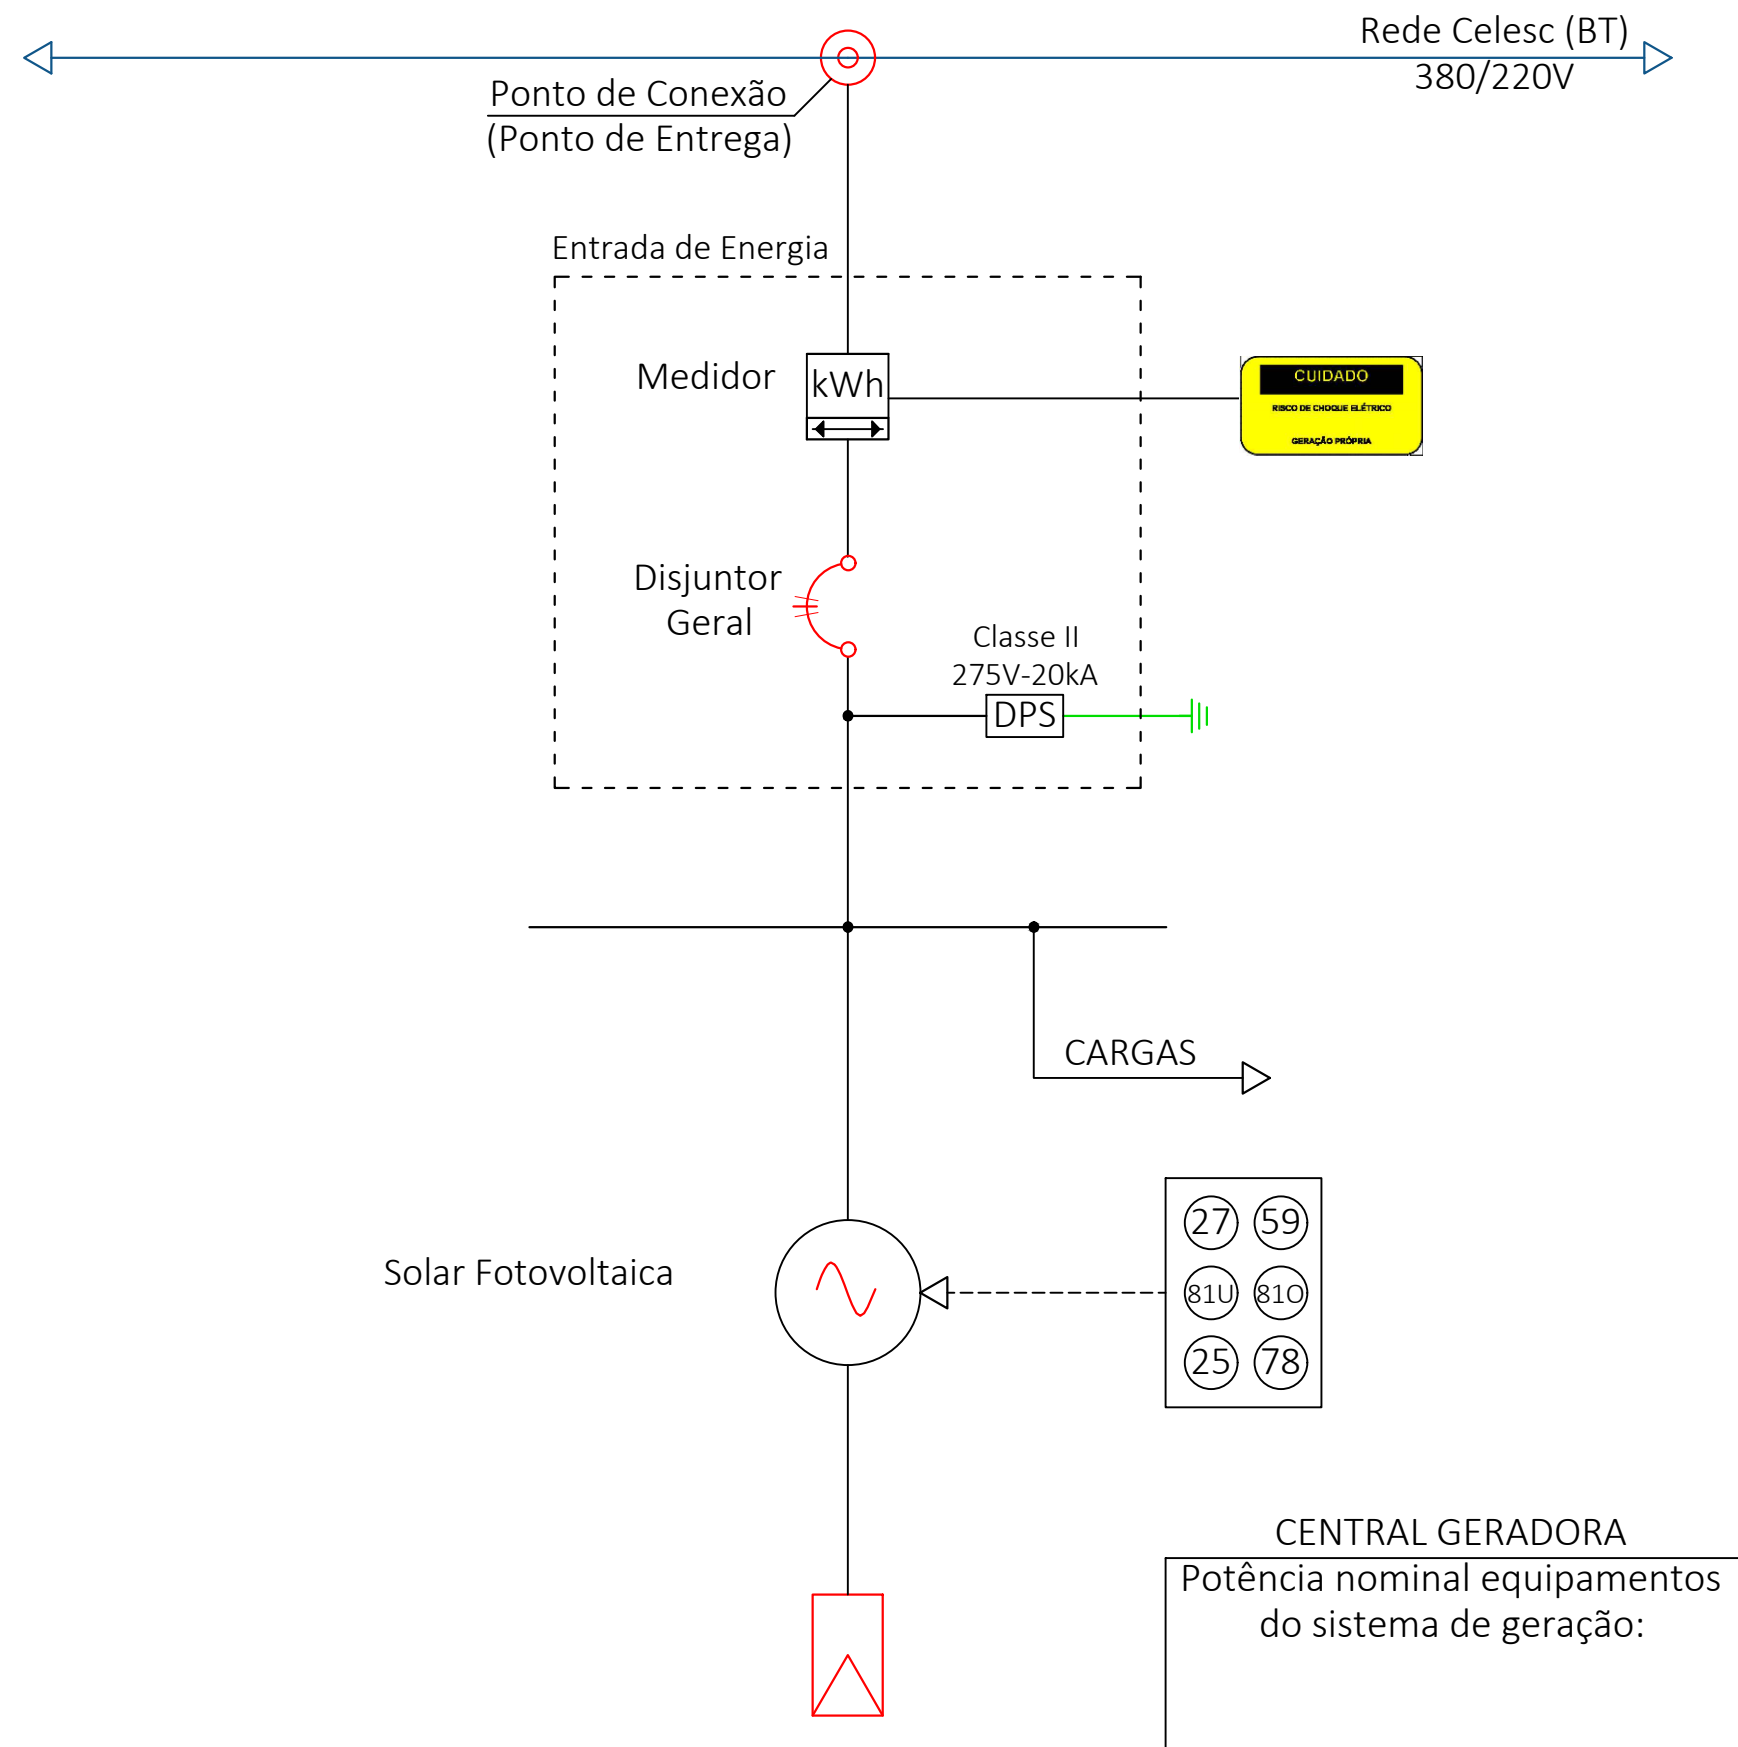 Rede Celesc (BT)
380/220V
Ponto de Conexão
(Ponto de Entrega)
Entrada de Energia
Medidor
kWh
CUIDADO
RISCO DE CHOQUE ELÉTRICO
GERAÇÃO PRÓPRIA
Disjuntor
Geral
Classe II
275V-20kA
DPS
CARGAS
Solar Fotovoltaica
27 59
81U 81O
25 78
CENTRAL GERADORA
Potência nominal equipamentos
do sistema de geração: